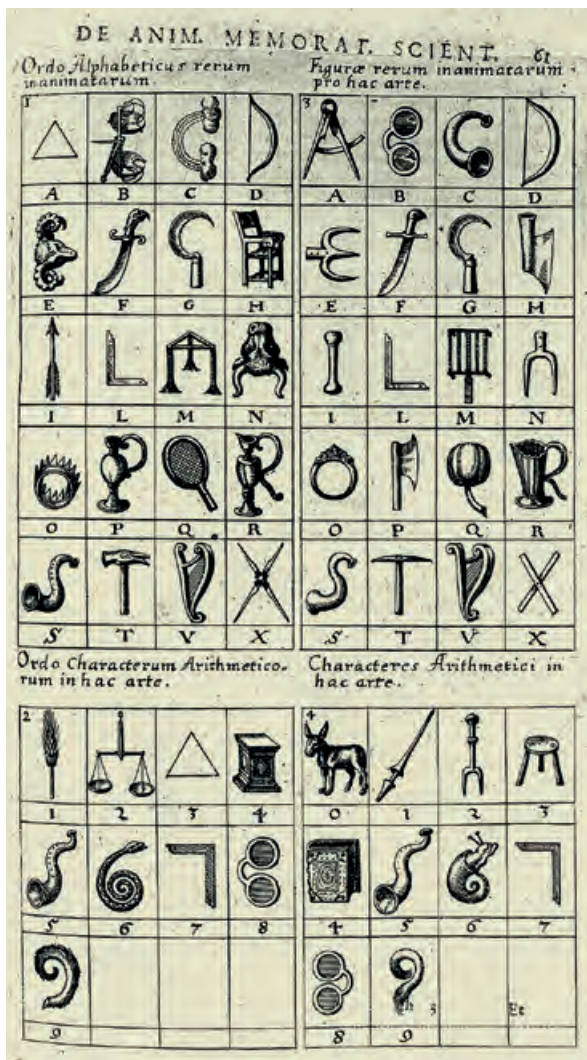 DE ANIM. MEMORAT. SCIENT. 61
Ordo Alphabeticus rerum
inanimatarum.
1
A B C D
E F G H
I L M N
O P Q R
S T V X
Figuræ rerum inanimatarum
pro hac arte.
3
A B C D
E F G H
I L M N
O P Q R
S T V X
Ordo Characterum Arithmetico-
rum in hac arte.
2
1 2 3 4
5 6 7 8
9
Characteres Arithmetici in
hac arte.
4
0 1 2 3
4 5 6 7
8 9
3 Et